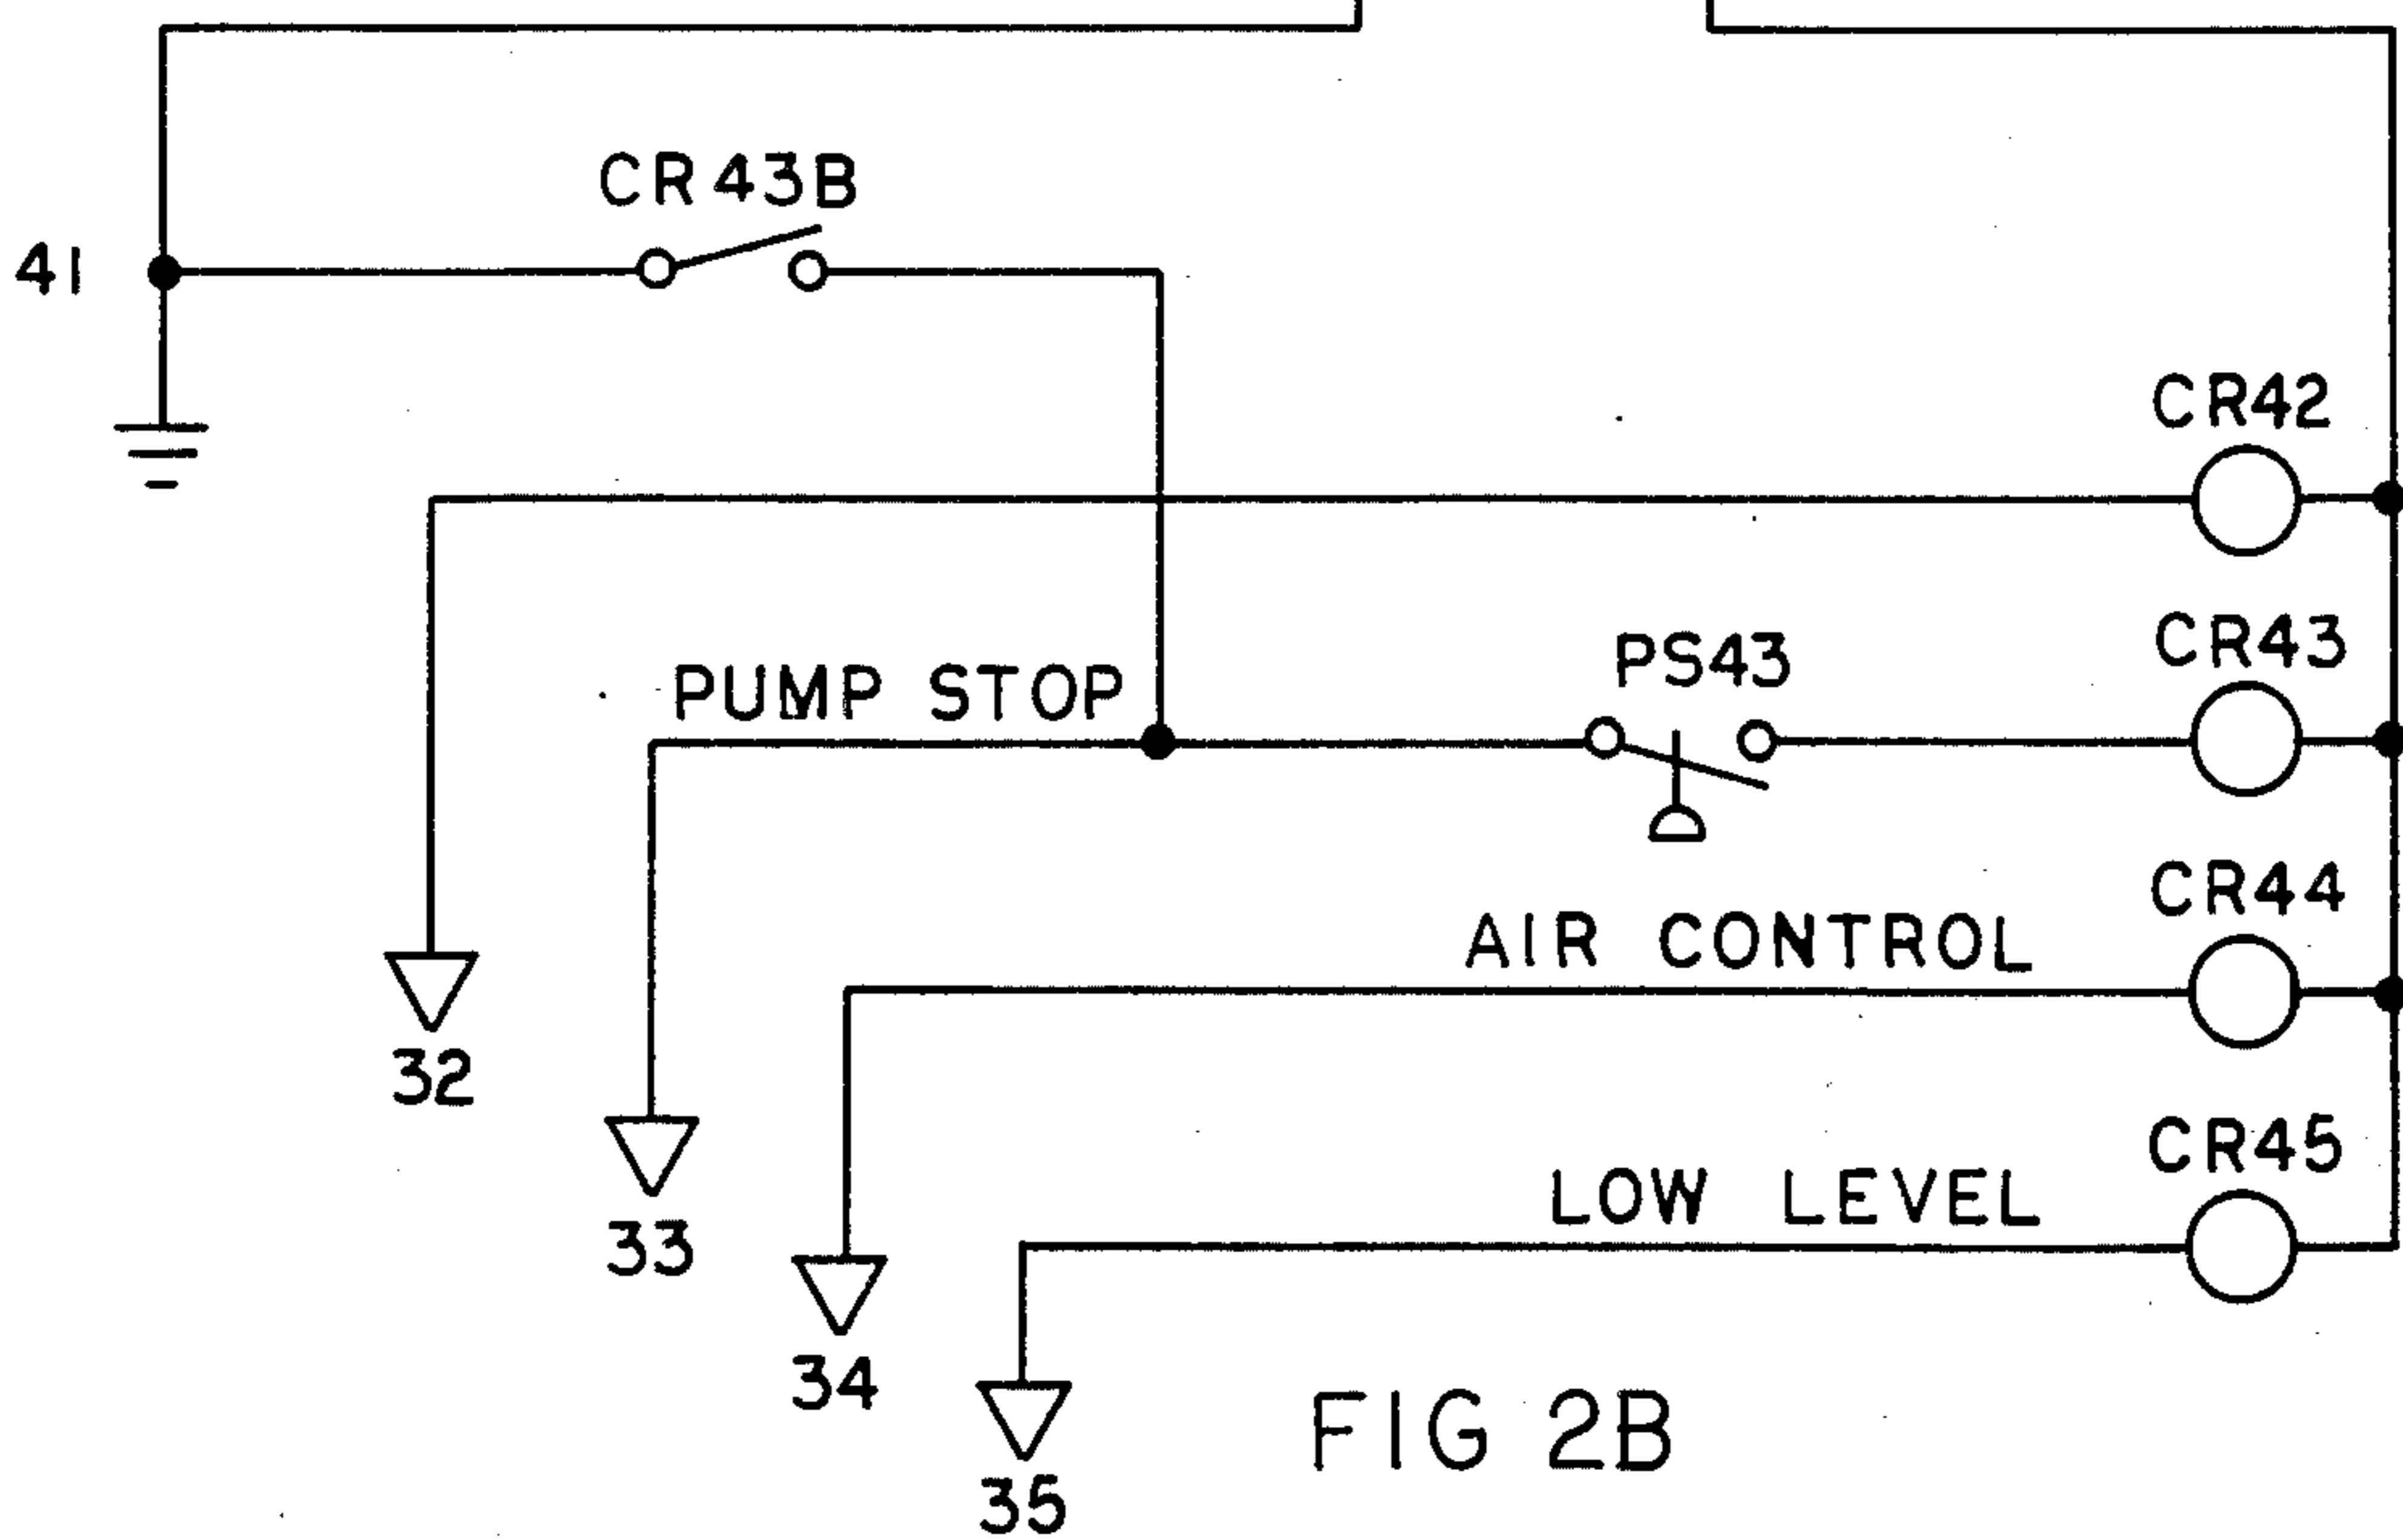 CR43B
41
CR42
PUMP STOP
PS43
CR43
AIR CONTROL
CR44
32
LOW LEVEL
CR45
33
34
35
FIG 2B